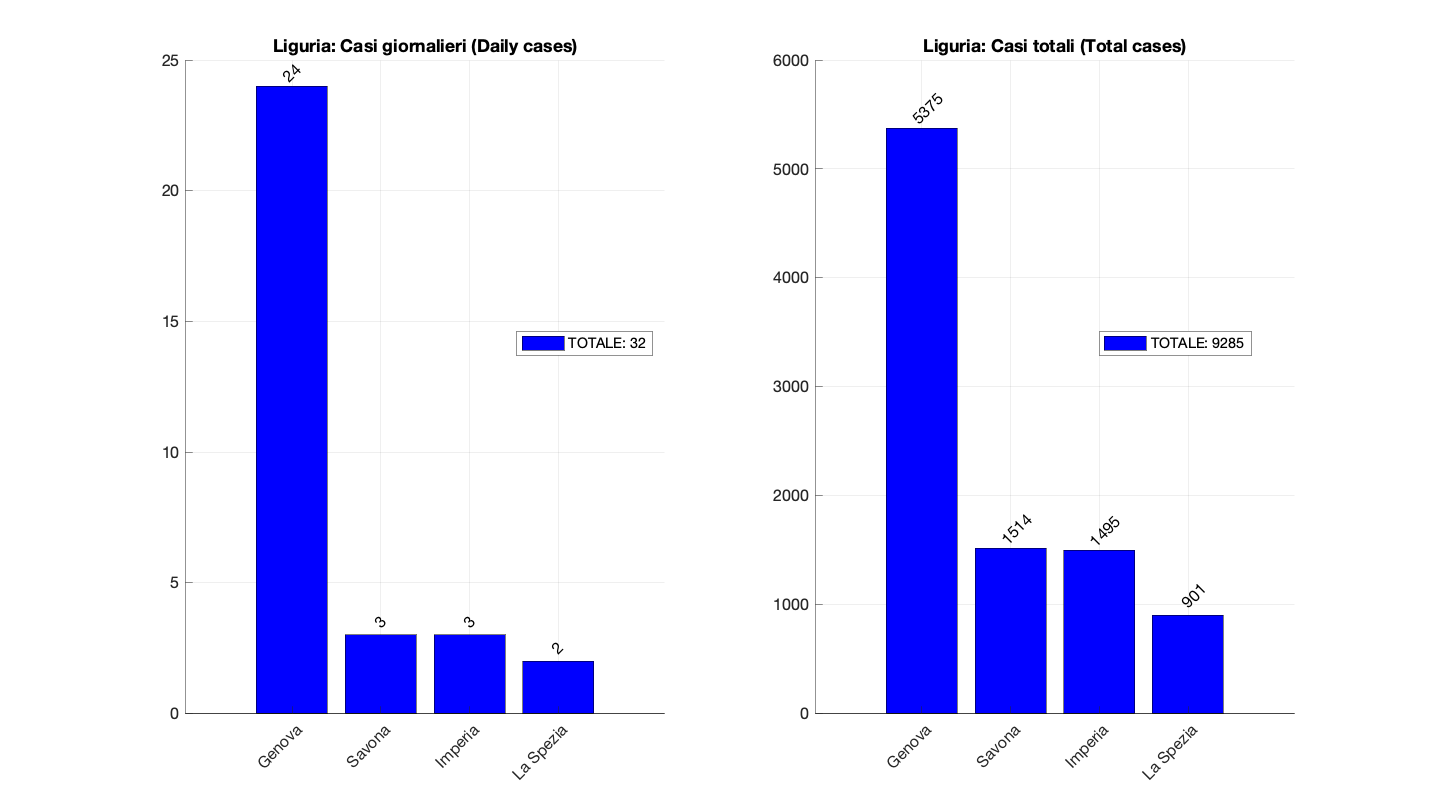 Liguria: Casi giornalieri (Daily cases)
25
20
15
10
5
0
24
3
3
2
TOTALE: 32
Genova
Savona
Imperia
La Spezia
Liguria: Casi totali (Total cases)
6000
5000
4000
3000
2000
1000
0
5375
1514
1495
901
TOTALE: 9285
Genova
Savona
Imperia
La Spezia